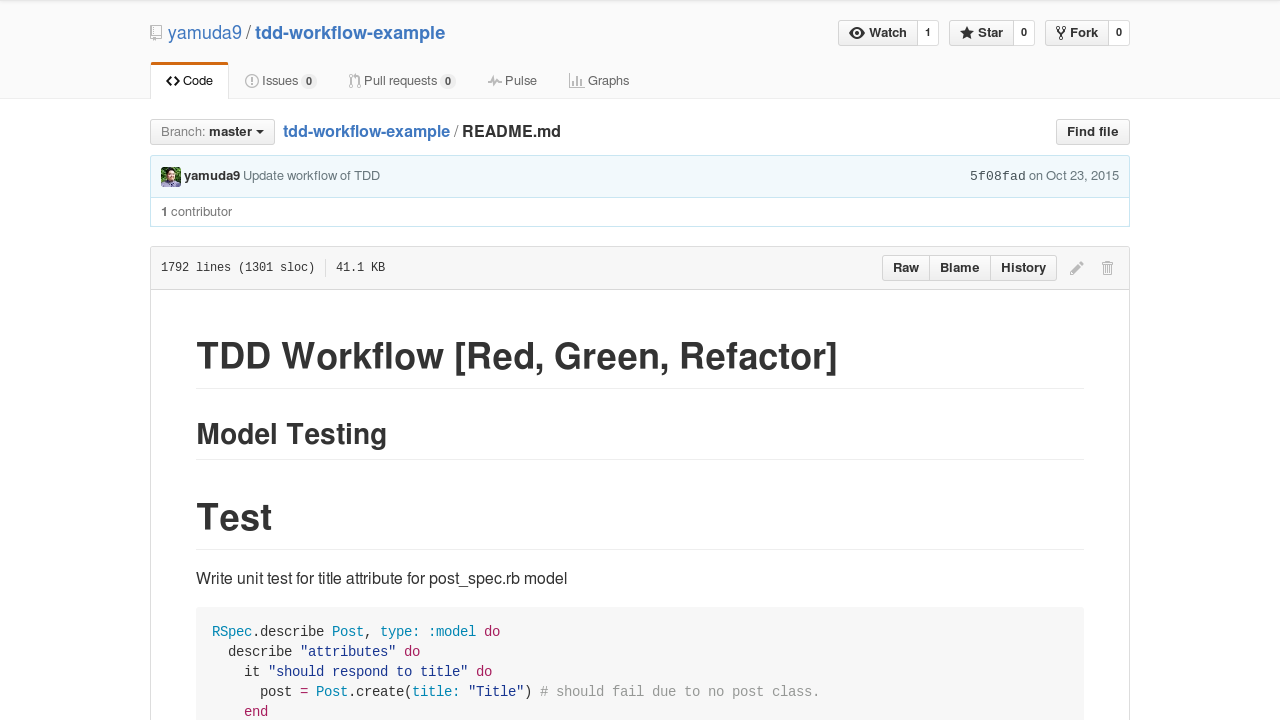 yamuda9 / tdd-workflow-example
Watch 1 Star 0 Fork 0
Code Issues 0 Pull requests 0 Pulse Graphs
Branch: master tdd-workflow-example / README.md Find file
yamuda9 Update workflow of TDD 5f08fad on Oct 23, 2015
1 contributor
1792 lines (1301 sloc) 41.1 KB Raw Blame History
TDD Workflow [Red, Green, Refactor]
Model Testing
Test
Write unit test for title attribute for post_spec.rb model
RSpec.describe Post, type: :model do
  describe "attributes" do
    it "should respond to title" do
      post = Post.create(title: "Title") # should fail due to no post class.
    end